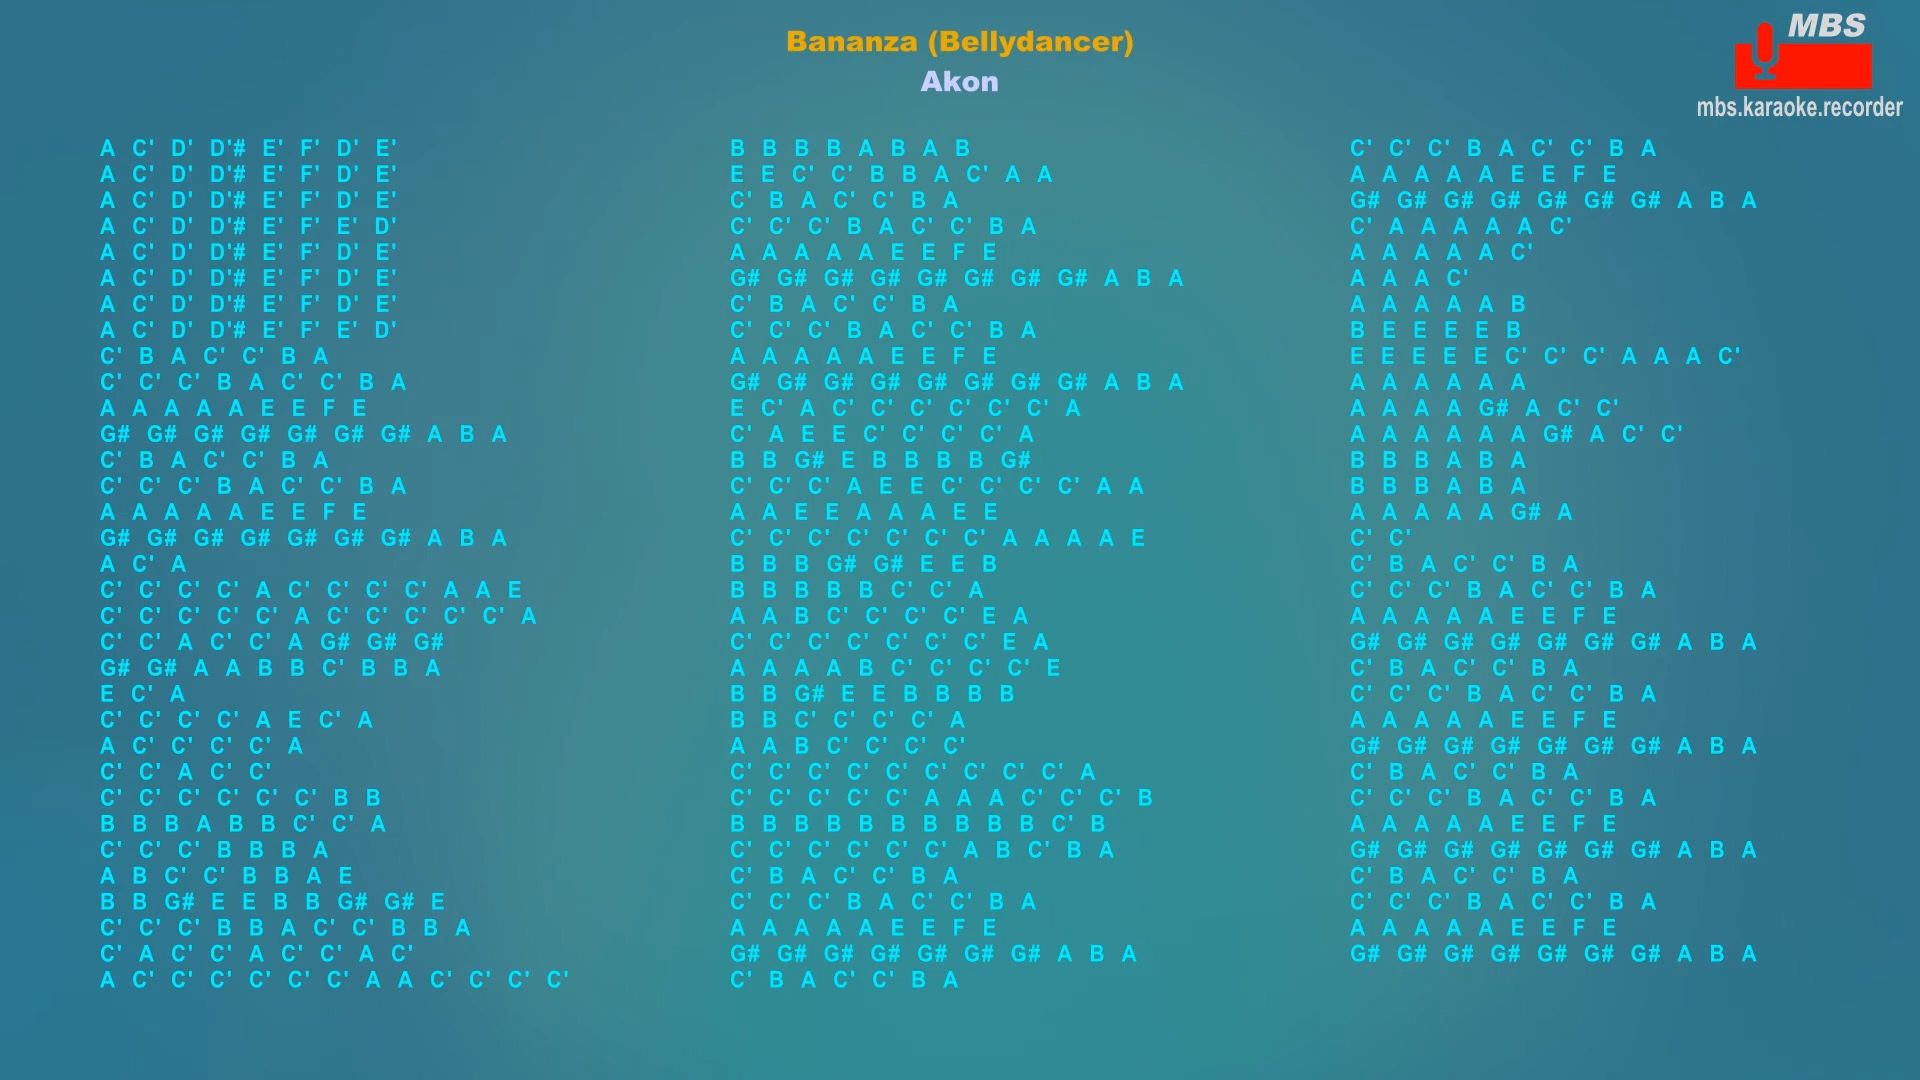 Bananza (Bellydancer)
Akon
MBS
mbs.karaoke.recorder
A C' D' D'# E' F' D' E'
A C' D' D'# E' F' D' E'
A C' D' D'# E' F' D' E'
A C' D' D'# E' F' E' D'
A C' D' D'# E' F' D' E'
A C' D' D'# E' F' D' E'
A C' D' D'# E' F' D' E'
A C' D' D'# E' F' E' D'
C' B A C' C' B A
C' C' C' B A C' C' B A
A A A A A E E F E
G# G# G# G# G# G# G# A B A
C' B A C' C' B A
C' C' C' B A C' C' B A
A A A A A E E F E
G# G# G# G# G# G# G# A B A
A C' A
C' C' C' C' A C' C' C' C' A A E
C' C' C' C' C' A C' C' C' C' C' A
C' C' A C' C' A G# G# G#
G# G# A A B B C' B B A
E C' A
C' C' C' C' A E C' A
A C' C' C' C' A
C' C' A C' C'
C' C' C' C' C' C' B B
B B B A B B C' C' A
C' C' C' B B B A
A B C' C' B B A E
B B G# E E B B G# G# E
C' C' C' B B A C' C' B B A
C' A C' C' A C' C' A C'
A C' C' C' C' C' C' A A C' C' C' C'
B B B B A B A B
E E C' C' B B A C' A A
C' B A C' C' B A
C' C' C' B A C' C' B A
A A A A A E E F E
G# G# G# G# G# G# G# G# A B A
C' B A C' C' B A
C' C' C' B A C' C' B A
A A A A A E E F E
G# G# G# G# G# G# G# G# A B A
E C' A C' C' C' C' C' C' A
C' A E E C' C' C' C' A
B B G# E B B B B G#
C' C' C' A E E C' C' C' C' A A
A A E E A A A E E
C' C' C' C' C' C' C' A A A A E
B B B G# G# E E B
B B B B B C' C' A
A A B C' C' C' C' E A
C' C' C' C' C' C' C' E A
A A A A B C' C' C' C' E
B B G# E E B B B B
B B C' C' C' C' A
A A B C' C' C' C'
C' C' C' C' C' C' C' C' C' A
C' C' C' C' C' A A A C' C' C' B
B B B B B B B B B B C' B
C' C' C' C' C' C' A B C' B A
C' B A C' C' B A
C' C' C' B A C' C' B A
A A A A A E E F E
G# G# G# G# G# G# G# A B A
C' B A C' C' B A
C' C' C' B A C' C' B A
A A A A A E E F E
G# G# G# G# G# G# G# A B A
C' A A A A A C'
A A A A A C'
A A A C'
A A A A A B
B E E E E B
E E E E E C' C' C' A A A C'
A A A A A A
A A A A G# A C' C'
A A A A A A G# A C' C'
B B B A B A
B B B A B A
A A A A A G# A
C' C'
C' B A C' C' B A
C' C' C' B A C' C' B A
A A A A A E E F E
G# G# G# G# G# G# G# A B A
C' B A C' C' B A
C' C' C' B A C' C' B A
A A A A A E E F E
G# G# G# G# G# G# G# A B A
C' B A C' C' B A
C' C' C' B A C' C' B A
A A A A A E E F E
G# G# G# G# G# G# G# A B A
C' B A C' C' B A
C' C' C' B A C' C' B A
A A A A A E E F E
G# G# G# G# G# G# G# A B A